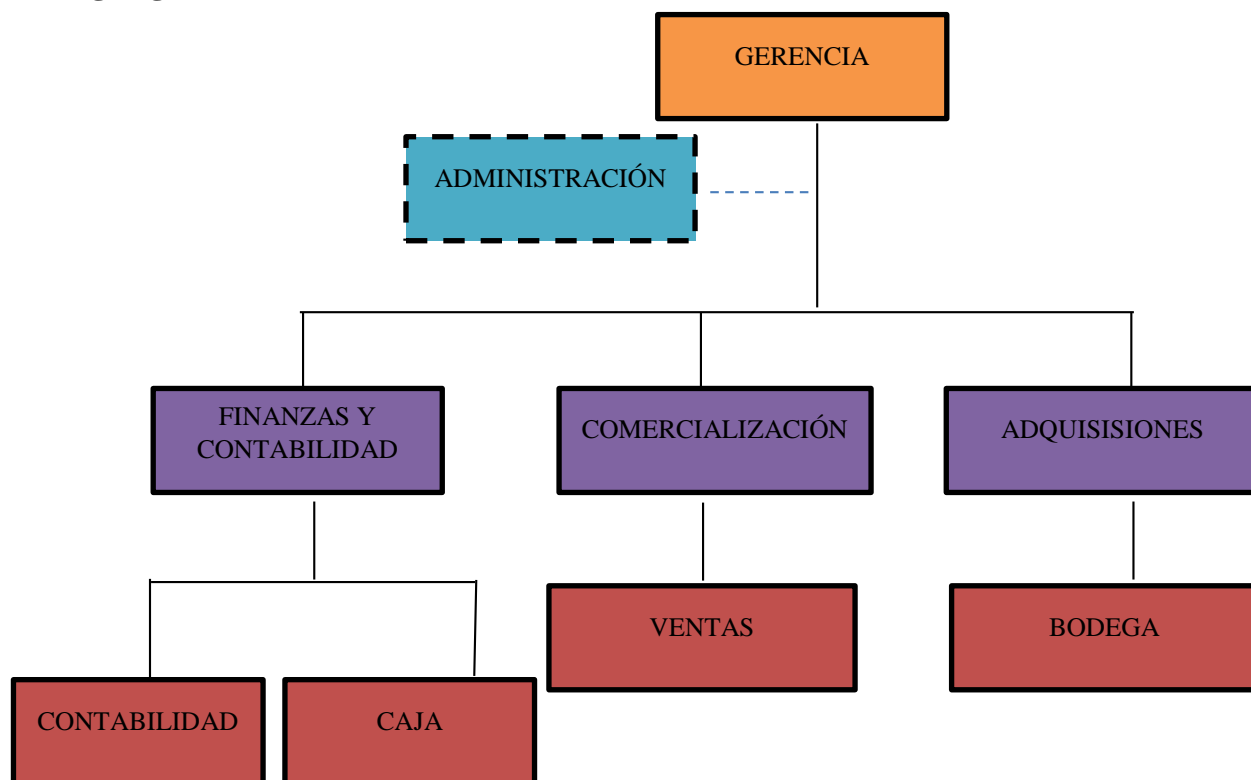 GERENCIA
ADMINISTRACIÓN
FINANZAS Y
CONTABILIDAD
COMERCIALIZACIÓN
ADQUISISIONES
VENTAS
BODEGA
CONTABILIDAD
CAJA